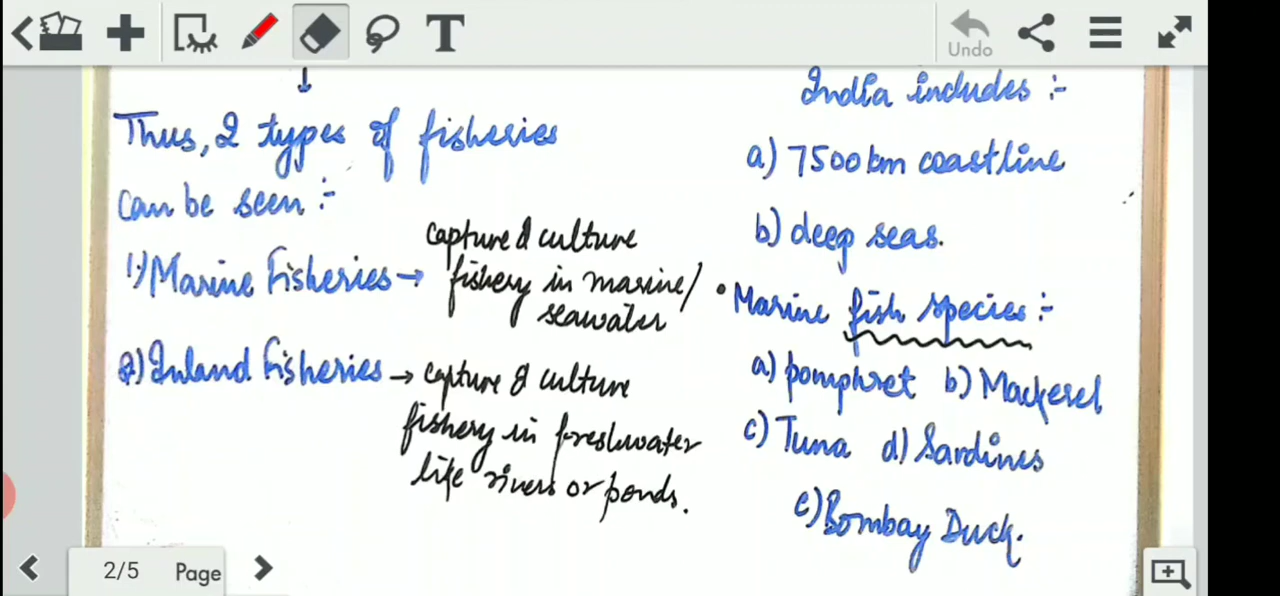 T
Undo
Thus, 2 types of fisheries
can be seen :-
1) Marine Fisheries → capture & culture
fishery in marine/
seawater
2) Inland Fisheries → capture & culture
fishery in freshwater
like rivers or ponds.
India includes :-
a) 7500 km coastline
b) deep seas.
• Marine fish species :-
a) pomphret b) Mackerel
c) Tuna d) Sardines
e) Bombay Duck.
2/5 Page